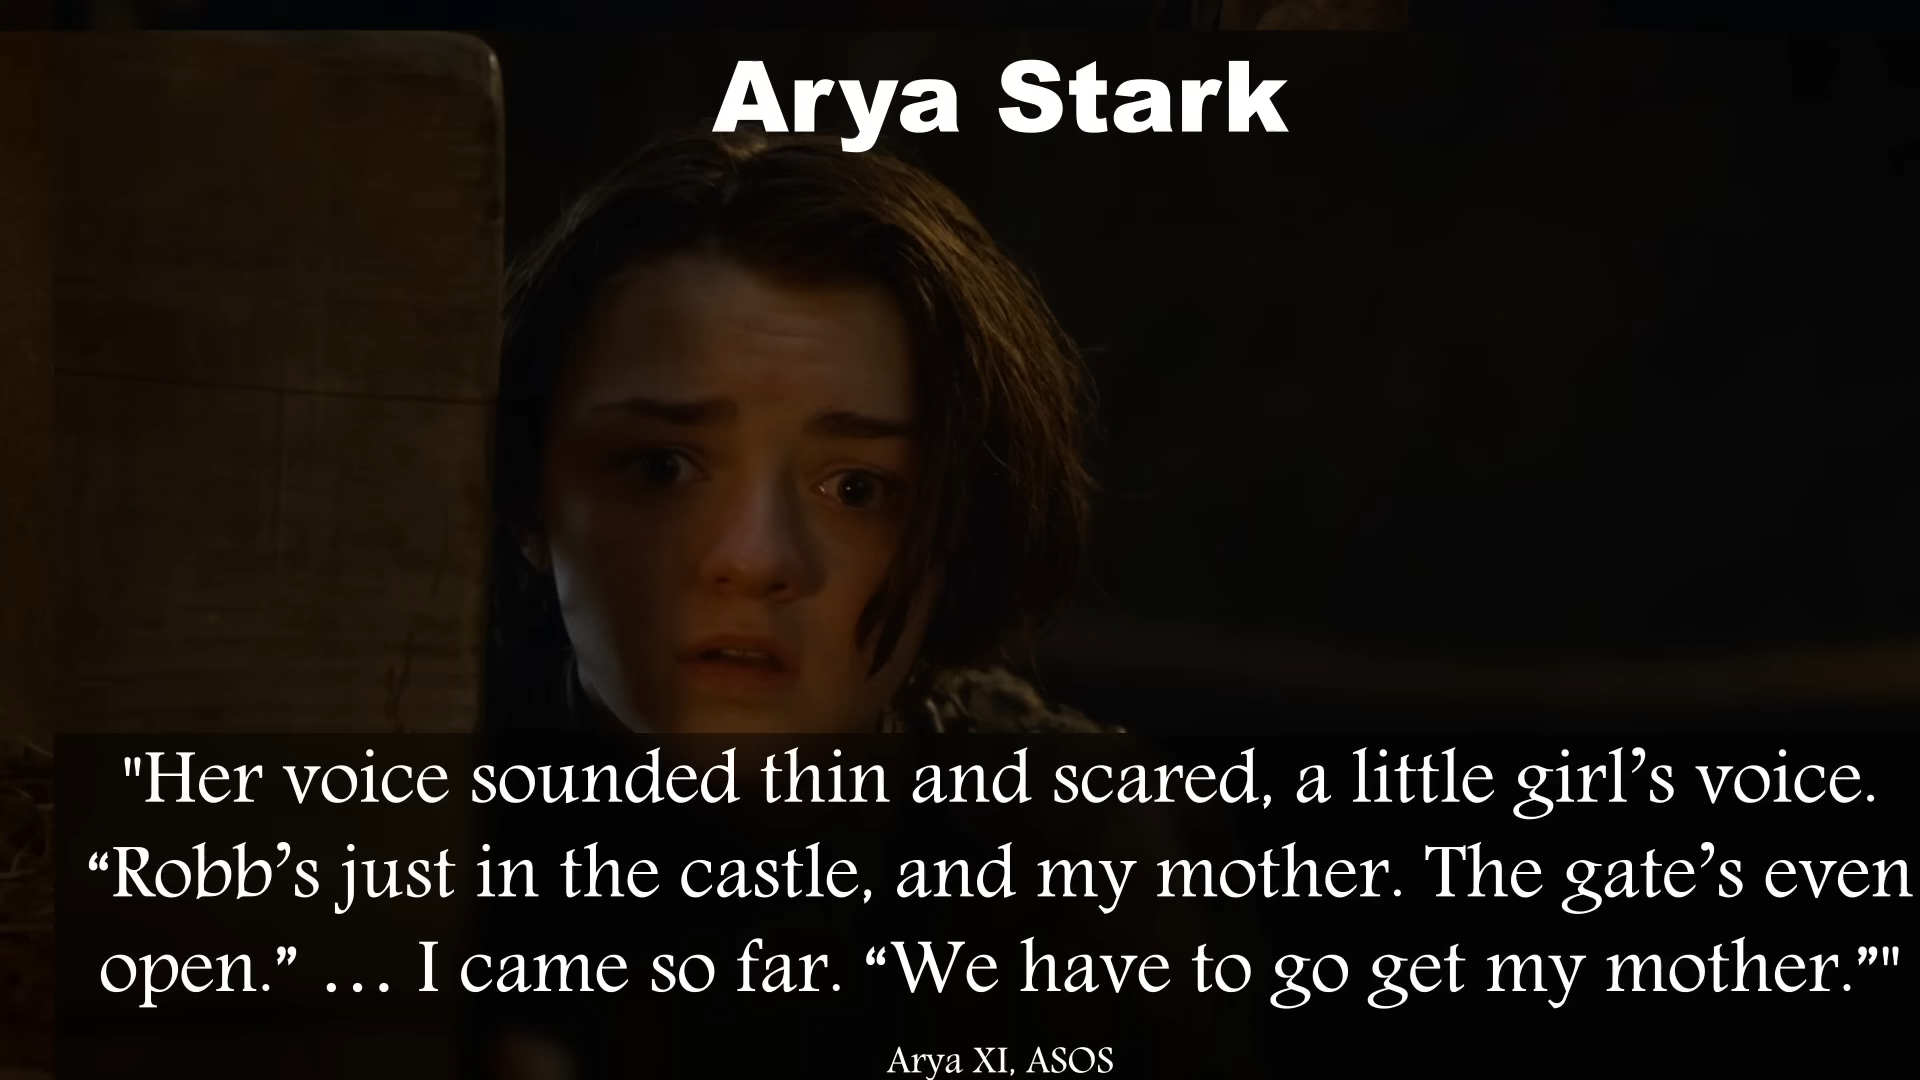 Arya Stark
"Her voice sounded thin and scared, a little girl’s voice.
“Robb’s just in the castle, and my mother. The gate’s even
open.” … I came so far. “We have to go get my mother.”"
Arya XI, ASOS